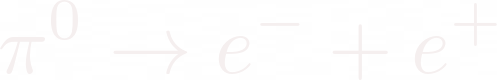 π⁰ → e⁻ + e⁺